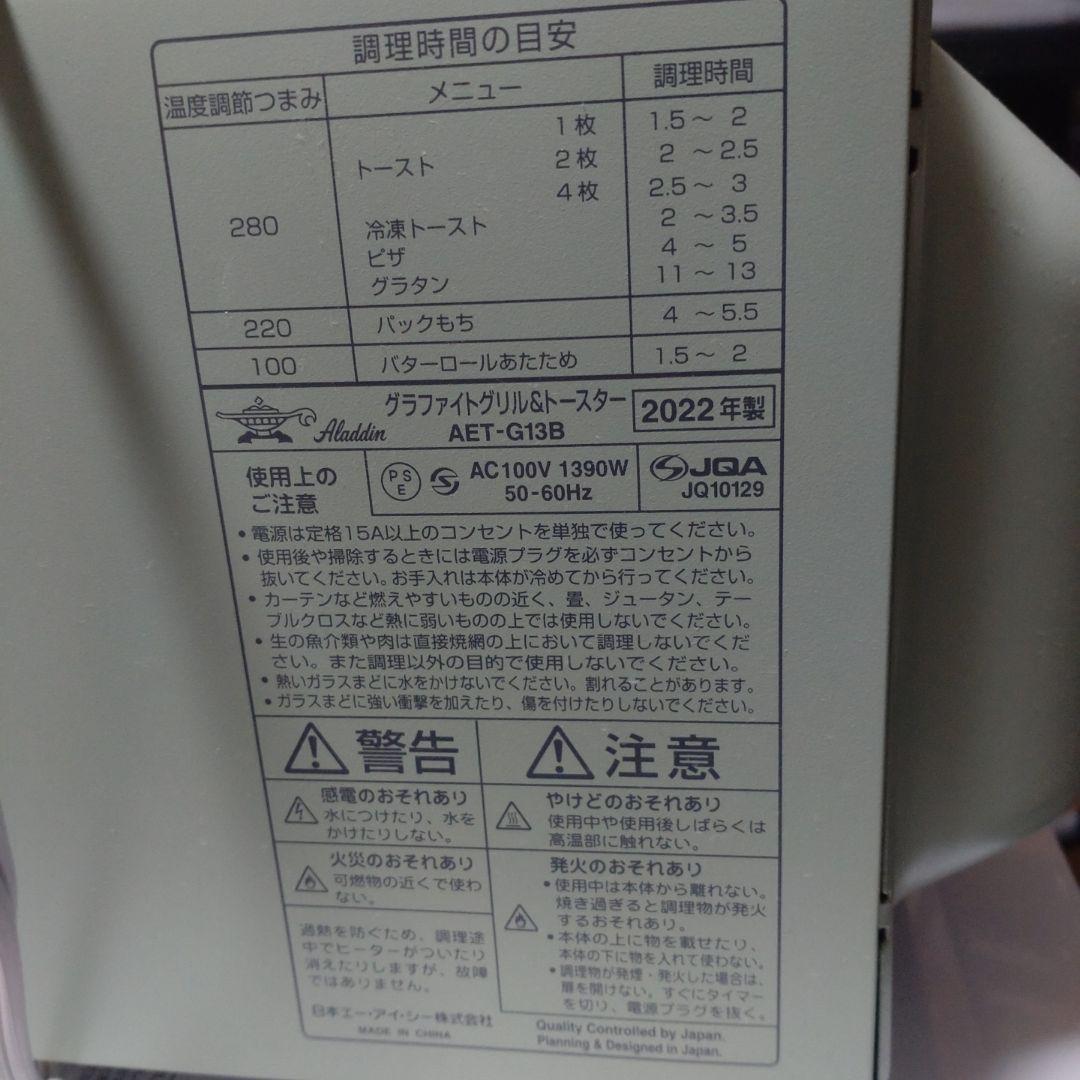 調理時間の目安
温度調節つまみ メニュー 調理時間
280 トースト 1枚 1.5～ 2
2枚 2 ～2.5
4枚 2.5～ 3
冷凍トースト 2 ～3.5
ピザ 4 ～ 5
グラタン 11～ 13
220 パックもち 4 ～5.5
100 バターロールあたため 1.5～ 2
Aladdin
グラファイトグリル&トースター
AET-G13B
2022年製
使用上の
ご注意
PSE
AC100V 1390W
50-60Hz
JQA
JQ10129
•電源は定格15A以上のコンセントを単独で使ってください。
•使用後や掃除するときには電源プラグを必ずコンセントから
抜いてください。お手入れは本体が冷めてから行ってください。
•カーテンなど燃えやすいものの近く、畳、ジュータン、テー
ブルクロスなど熱に弱いものの上では使用しないでください。
•生の魚介類や肉は直接焼網の上において調理しないでくだ
さい。また調理以外の目的で使用しないでください。
•熱いガラスまどに水をかけないでください。割れることがあります。
•ガラスまどに強い衝撃を加えたり、傷を付けたりしないでください。
警告
感電のおそれあり
水につけたり、水を
かけたりしない。
火災のおそれあり
可燃物の近くで使わ
ない。
過熱を防ぐため、調理途
中でヒーターがついたり
消えたりしますが、故障
ではありません。
日本エー・アイ・シー株式会社
MADE IN CHINA
注意
やけどのおそれあり
使用中や使用後しばらくは
高温部に触れない。
発火のおそれあり
•使用中は本体から離れない。
焼き過ぎると調理物が発火
するおそれあり。
•本体の上に物を載せたり、
本体の下に物を入れて使わない。
•調理物が発煙・発火した場合は、
扉を開けない。すぐにタイマー
を切り、電源プラグを抜く。
Quality Controlled by Japan.
Planning & Designed in Japan.